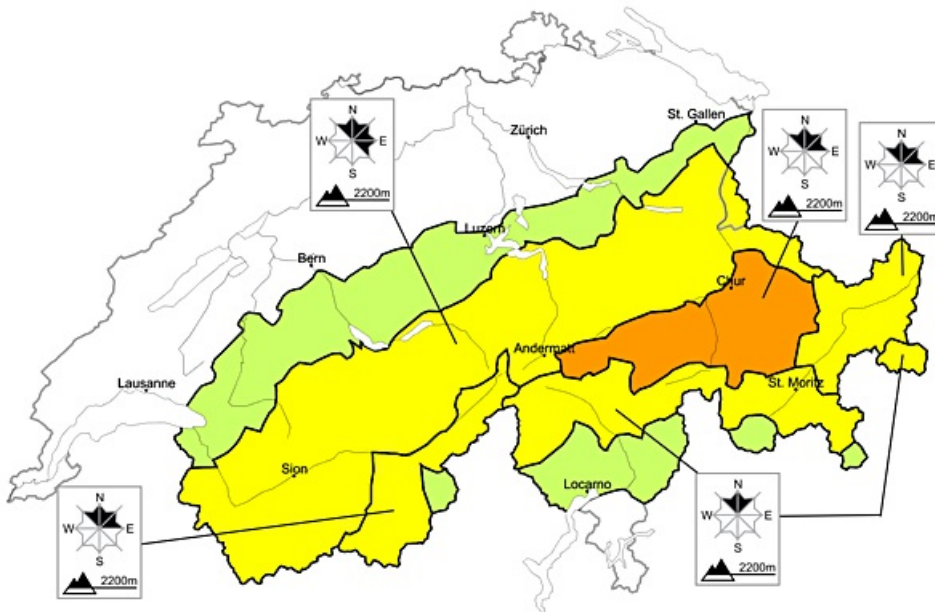 St. Gallen
Zürich
N
W E
S
2200m
N
W E
S
2200m
N
W E
S
2200m
Luzern
Bern
Chur
Andermatt
Lausanne
St. Moritz
Sion
Locarno
N
W E
S
2200m
N
W E
S
2200m